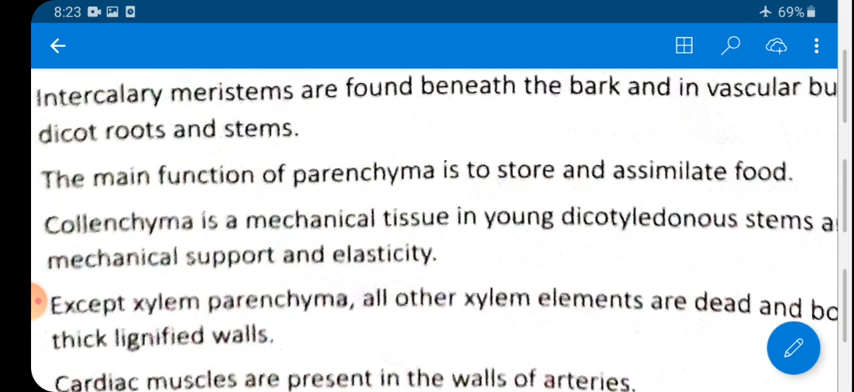 8:23
69%
Intercalary meristems are found beneath the bark and in vascular
dicot roots and stems.
The main function of parenchyma is to store and assimilate food.
Collenchyma is a mechanical tissue in young dicotyledonous stems
mechanical support and elasticity.
Except xylem parenchyma, all other xylem elements are dead and
thick lignified walls.
Cardiac muscles are present in the walls of arteries.